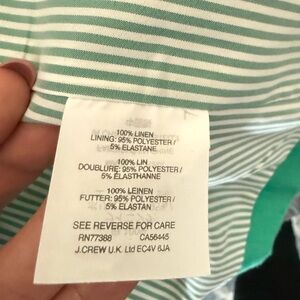 100% LINEN
LINING: 95% POLYESTER /
5% ELASTANE
100% LIN
DOUBLURE: 95% POLYESTER /
5% ELASTHANNE
100% LEINEN
FUTTER: 95% POLYESTER /
5% ELASTAN
SEE REVERSE FOR CARE
RN77388 CA56445
J.CREW U.K. Ltd EC4V 6JA